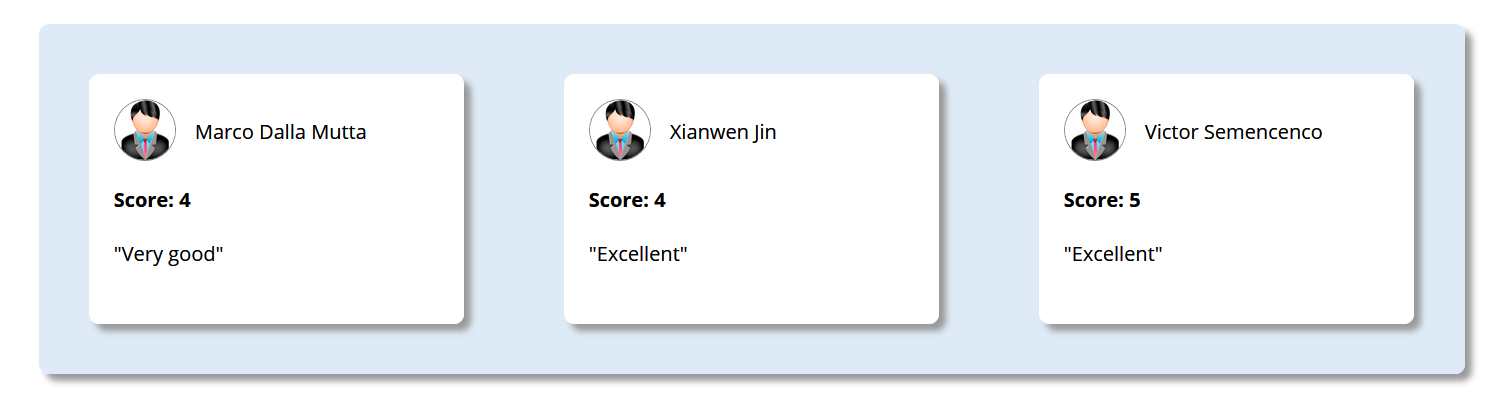 Marco Dalla Mutta
Score: 4
"Very good"
Xianwen Jin
Score: 4
"Excellent"
Victor Semencenco
Score: 5
"Excellent"